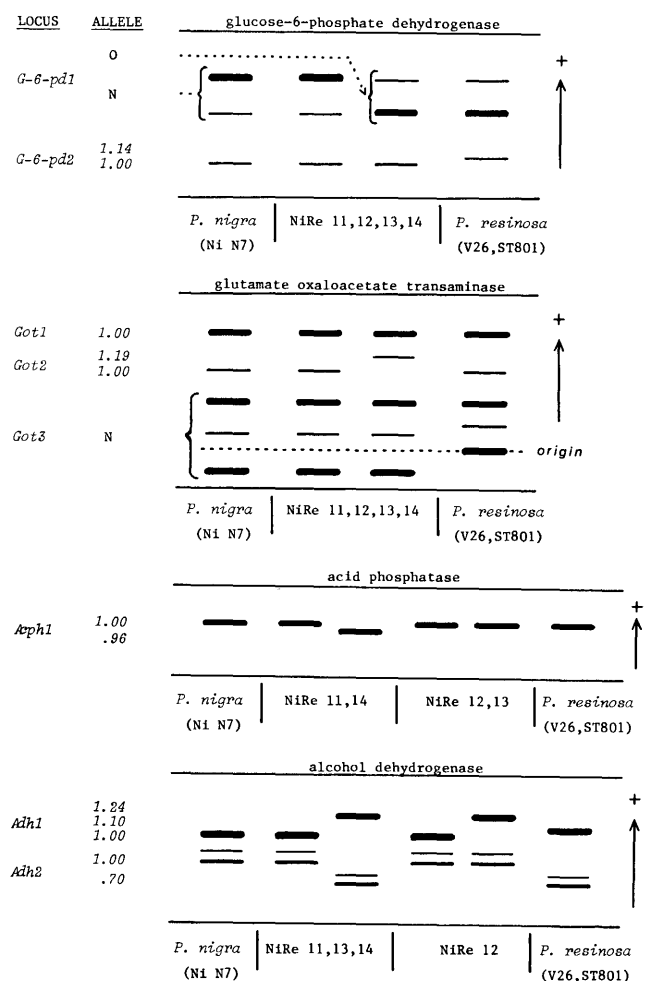 LOCUS ALLELE glucose-6-phosphate dehydrogenase
O +
G-6-pd1
N
1.14
G-6-pd2 1.00
P. nigra NiRe 11,12,13,14 P. resinosa
(Ni N7) (V26,ST801)
glutamate oxaloacetate transaminase
+
Got1 1.00
1.19
Got2 1.00
Got3 N
origin
P. nigra NiRe 11,12,13,14 P. resinosa
(Ni N7) (V26,ST801)
acid phosphatase
+
Acph1 1.00
.96
P. nigra NiRe 11,14 NiRe 12,13 P. resinosa
(Ni N7) (V26,ST801)
alcohol dehydrogenase
+
1.24
Adh1 1.10
1.00
1.00
Adh2 .70
P. nigra NiRe 11,13,14 NiRe 12 P. resinosa
(Ni N7) (V26,ST801)